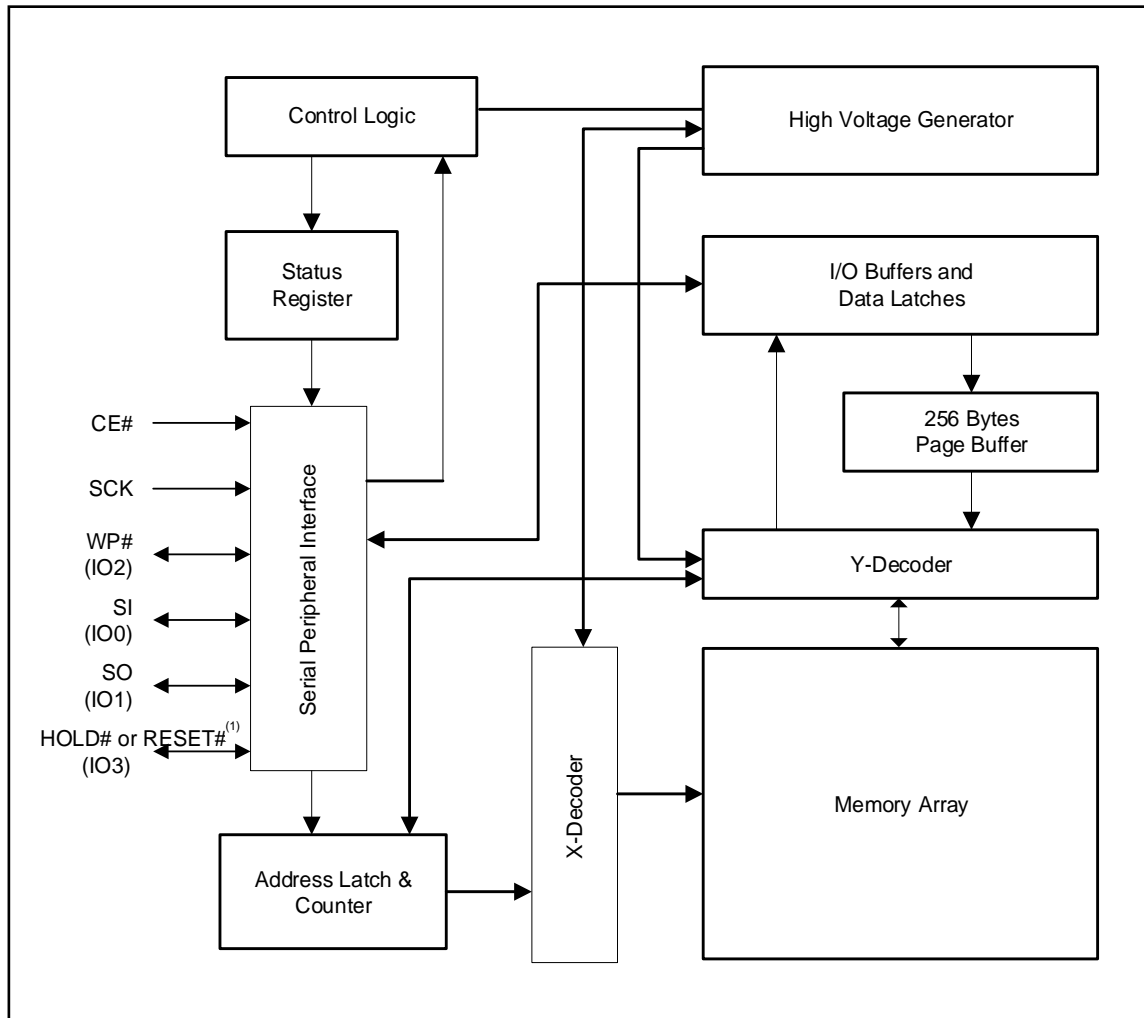 Control Logic
High Voltage Generator
Status
Register
I/O Buffers and
Data Latches
256 Bytes
Page Buffer
Y-Decoder
CE#
SCK
WP#
(IO2)
SI
(IO0)
SO
(IO1)
HOLD# or RESET#(1)
(IO3)
Serial Peripheral Interface
X-Decoder
Memory Array
Address Latch &
Counter